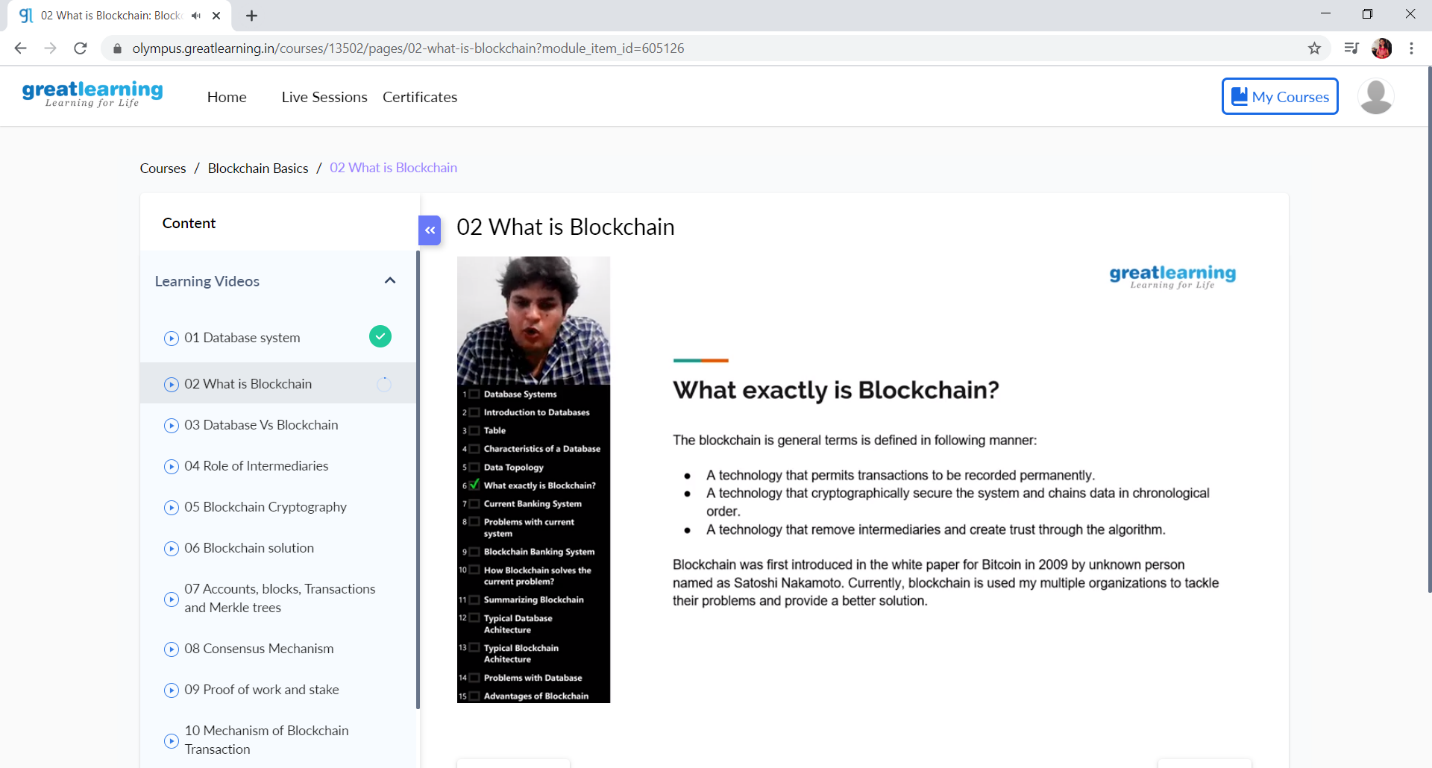 02 What is Blockchain: Block
olympus.greatlearning.in/courses/13502/pages/02-what-is-blockchain?module_item_id=605126
greatlearning
Learning for Life
Home
Live Sessions
Certificates
My Courses
Courses / Blockchain Basics / 02 What is Blockchain
Content
Learning Videos
01 Database system
02 What is Blockchain
03 Database Vs Blockchain
04 Role of Intermediaries
05 Blockchain Cryptography
06 Blockchain solution
07 Accounts, blocks, Transactions
and Merkle trees
08 Consensus Mechanism
09 Proof of work and stake
10 Mechanism of Blockchain
Transaction
02 What is Blockchain
1 Database Systems
2 Introduction to Databases
3 Table
4 Characteristics of a Database
5 Data Topology
6 What exactly is Blockchain?
7 Current Banking System
8 Problems with current
system
9 Blockchain Banking System
10 How Blockchain solves the
current problem?
11 Summarizing Blockchain
12 Typical Database
Achitecture
13 Typical Blockchain
Achitecture
14 Problems with Database
15 Advantages of Blockchain
greatlearning
Learning for Life
What exactly is Blockchain?
The blockchain is general terms is defined in following manner:
● A technology that permits transactions to be recorded permanently.
● A technology that cryptographically secure the system and chains data in chronological
order.
● A technology that remove intermediaries and create trust through the algorithm.
Blockchain was first introduced in the white paper for Bitcoin in 2009 by unknown person
named as Satoshi Nakamoto. Currently, blockchain is used my multiple organizations to tackle
their problems and provide a better solution.